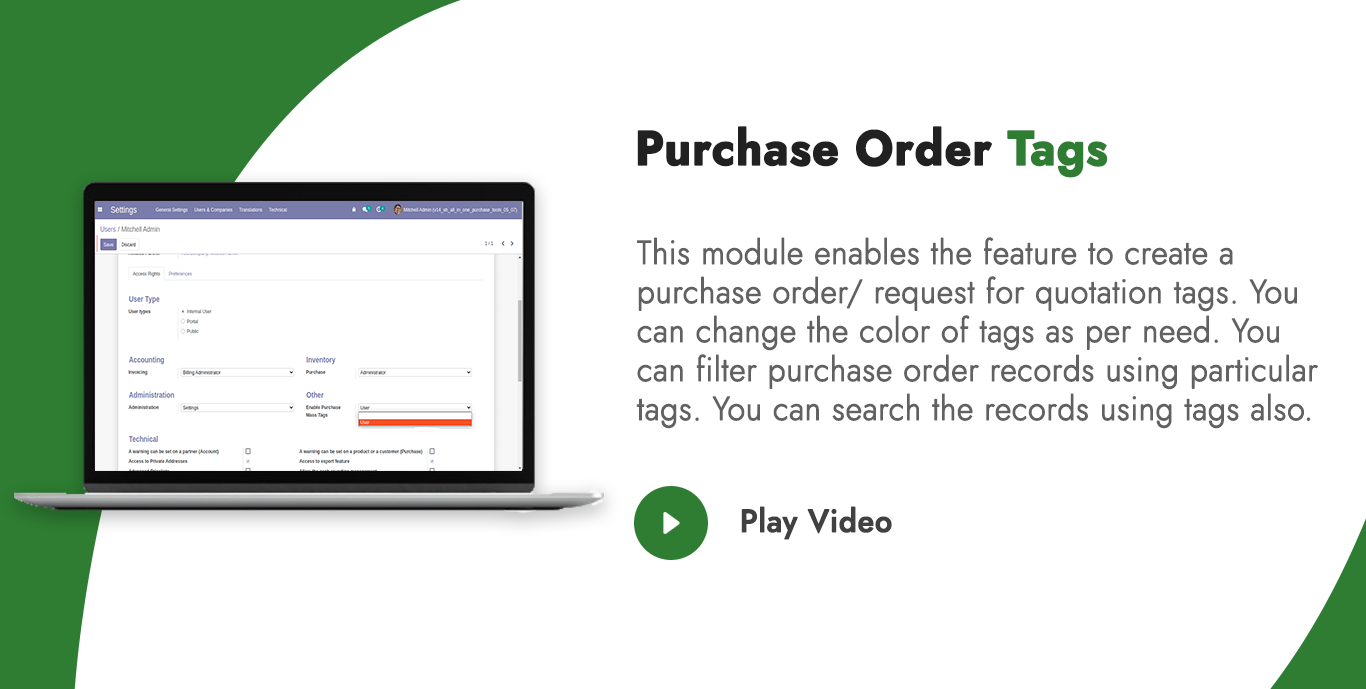 Purchase Order Tags
This module enables the feature to create a
purchase order/ request for quotation tags. You
can change the color of tags as per need. You
can filter purchase order records using particular
tags. You can search the records using tags also.
Play Video
Settings General Settings Users & Companies Translations Technical Mitchell Admin (v14_sh_all_in_one_purchase_tools_05_07)
Users / Mitchell Admin
Save Discard 1 / 1
Access Rights Preferences
User Type
User types Internal User
Portal
Public
Accounting Inventory
Invoicing Billing Administrator Purchase Administrator
Administration Other
Administration Settings Enable Purchase User
Mass Tags
User
Technical
A warning can be set on a partner (Account) A warning can be set on a product or a customer (Purchase)
Access to Private Addresses Access to export feature